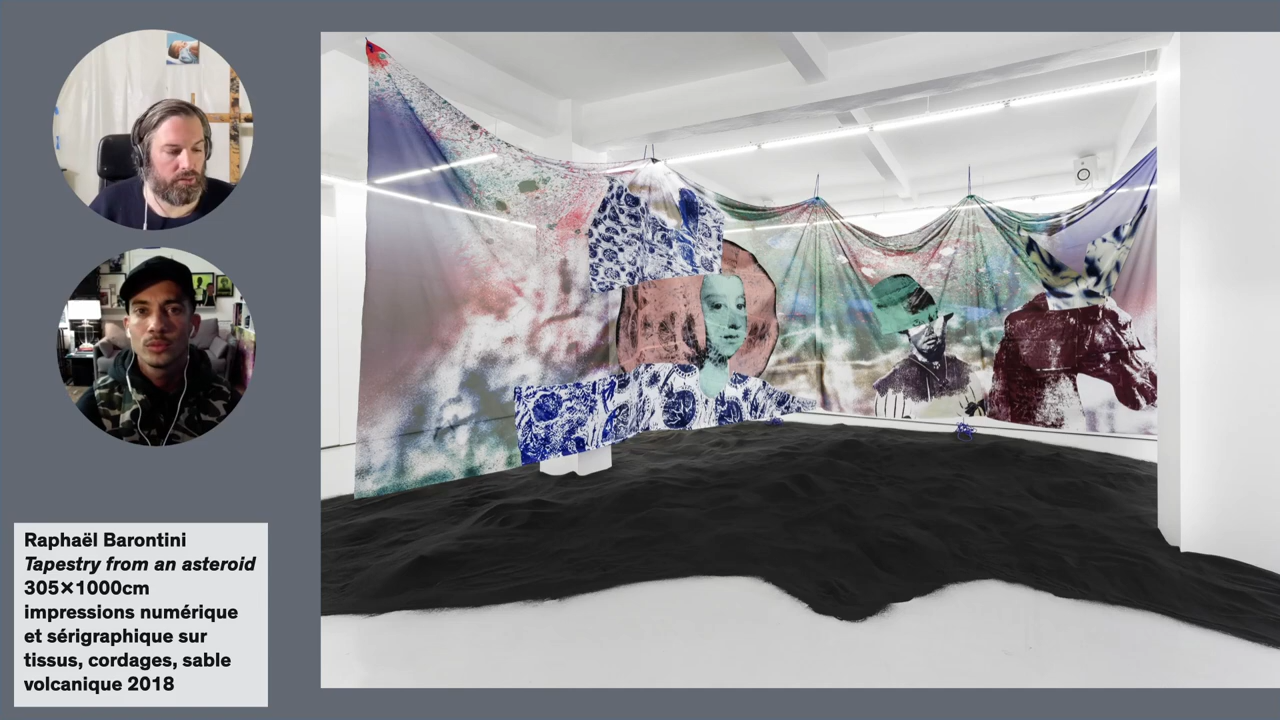 Raphaël Barontini
Tapestry from an asteroid
305×1000cm
impressions numérique
et sérigraphique sur
tissus, cordages, sable
volcanique 2018